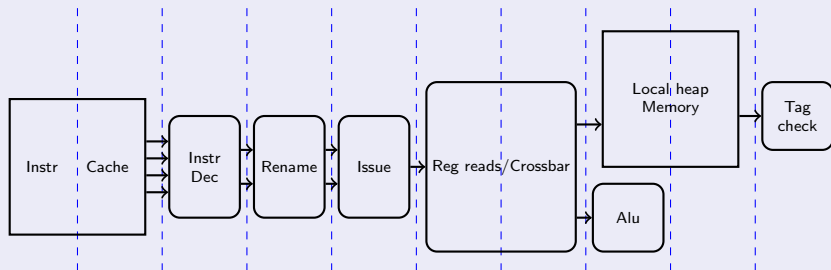 Instr Cache
Instr
Dec
Rename
Issue
Reg reads/Crossbar
Local heap
Memory
Tag
check
Alu